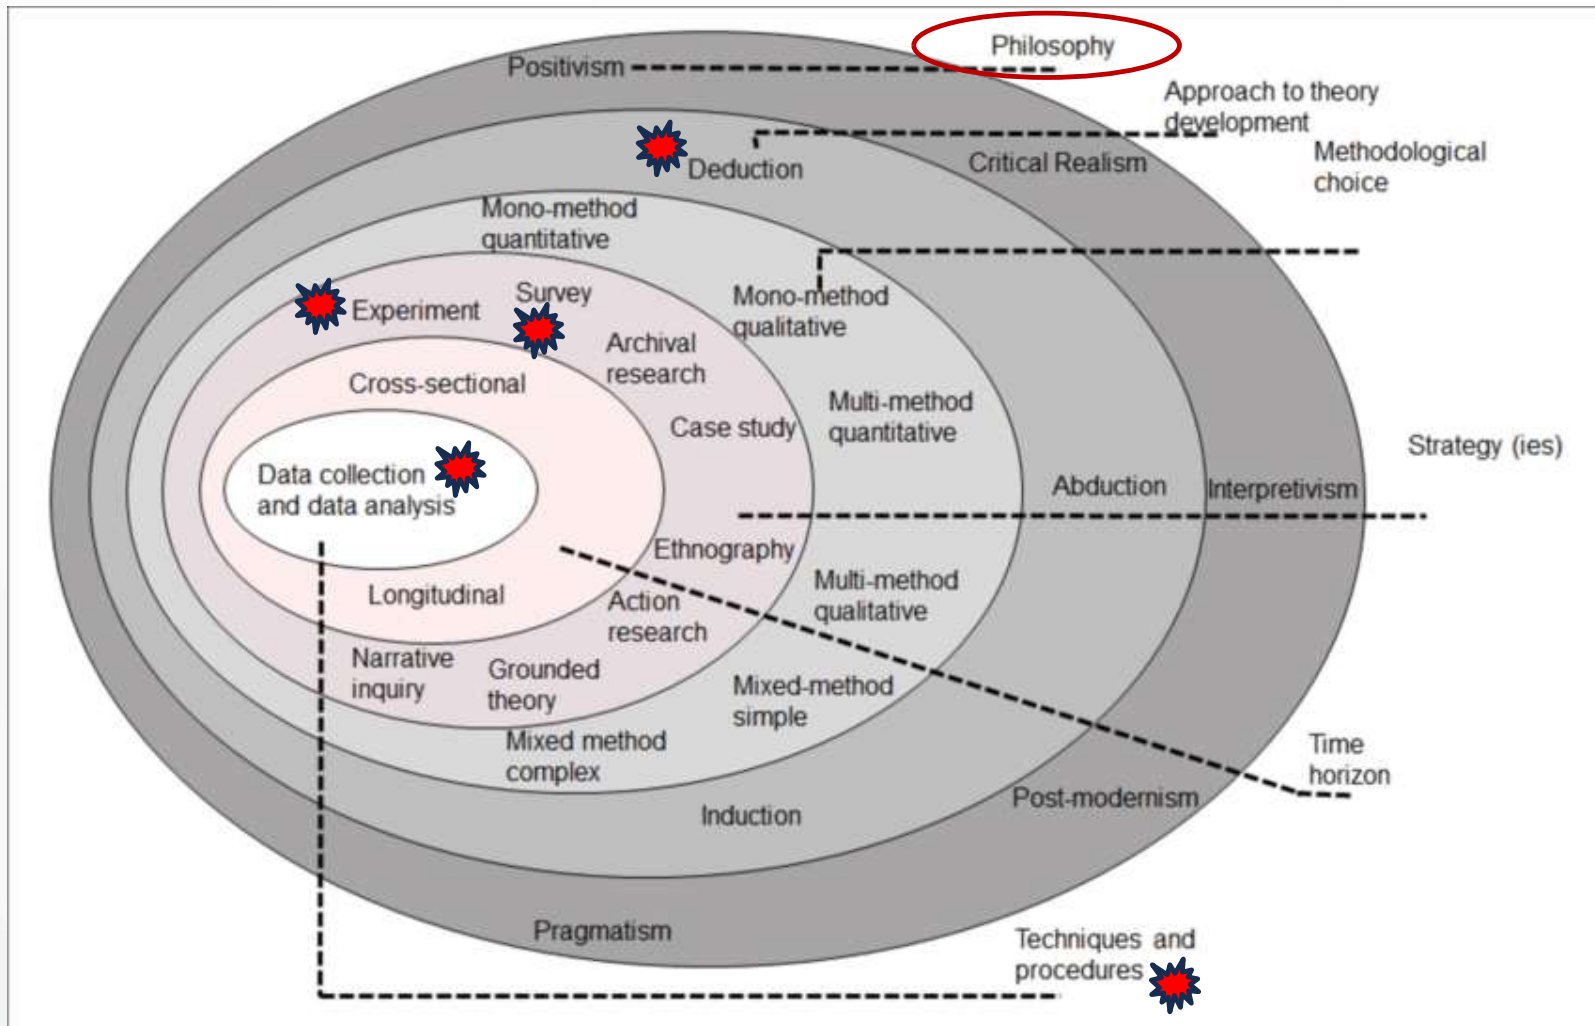 Philosophy
Positivism
Approach to theory
development
Methodological
choice
Critical Realism
Deduction
Mono-method
quantitative
Survey
Experiment
Mono-method
qualitative
Archival
research
Cross-sectional
Multi-method
quantitative
Case study
Strategy (ies)
Data collection
and data analysis
Abduction
Interpretivism
Ethnography
Multi-method
qualitative
Longitudinal
Action
research
Narrative
inquiry
Grounded
theory
Mixed-method
simple
Mixed method
complex
Time
horizon
Post-modernism
Induction
Pragmatism
Techniques and
procedures